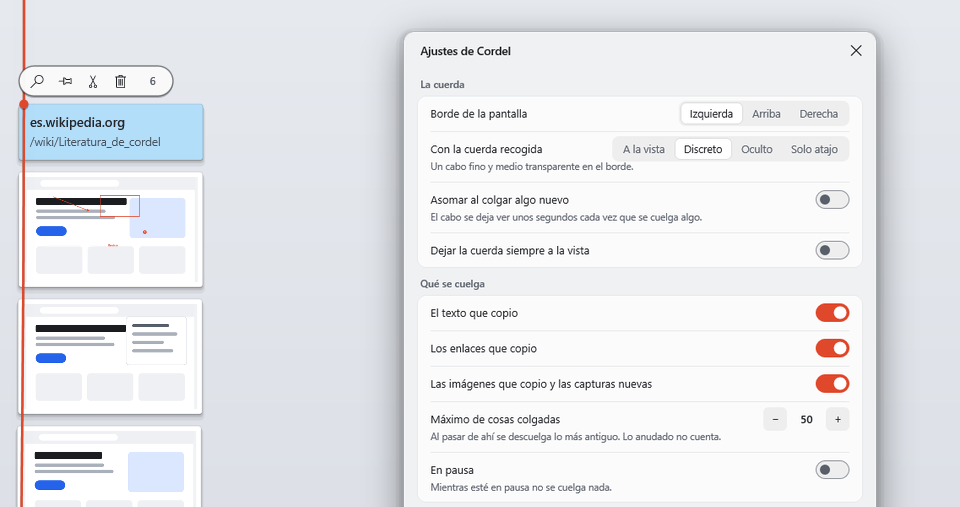 6
es.wikipedia.org
/wiki/Literatura_de_cordel
Ajustes de Cordel
La cuerda
Borde de la pantalla
Izquierda
Arriba
Derecha
Con la cuerda recogida
A la vista
Discreto
Oculto
Solo atajo
Un cabo fino y medio transparente en el borde.
Asomar al colgar algo nuevo
El cabo se deja ver unos segundos cada vez que se cuelga algo.
Dejar la cuerda siempre a la vista
Qué se cuelga
El texto que copio
Los enlaces que copio
Las imágenes que copio y las capturas nuevas
Máximo de cosas colgadas
− 50 +
Al pasar de ahí se descuelga lo más antiguo. Lo anudado no cuenta.
En pausa
Mientras esté en pausa no se cuelga nada.